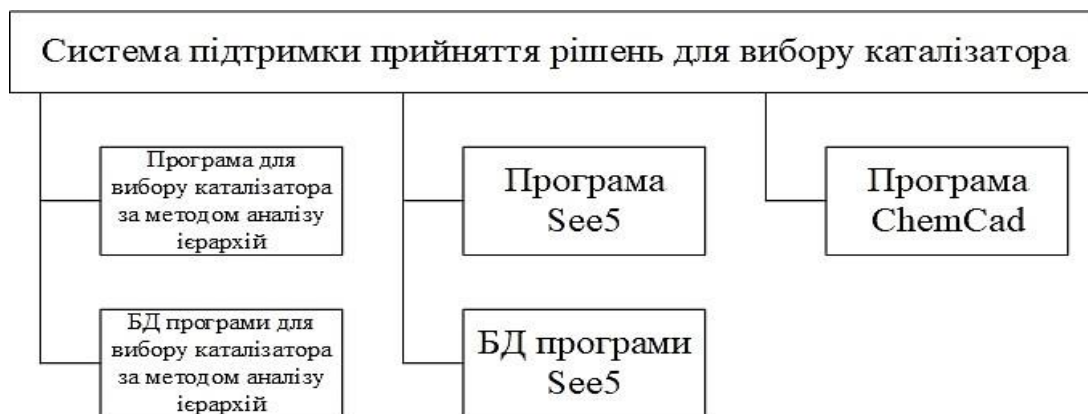 Система підтримки прийняття рішень для вибору каталізатора
Програма для
вибору каталізатора
за методом аналізу
ієрархій
Програма
See5
Програма
ChemCad
БД програми для
вибору каталізатора
за методом аналізу
ієрархій
БД програми
See5